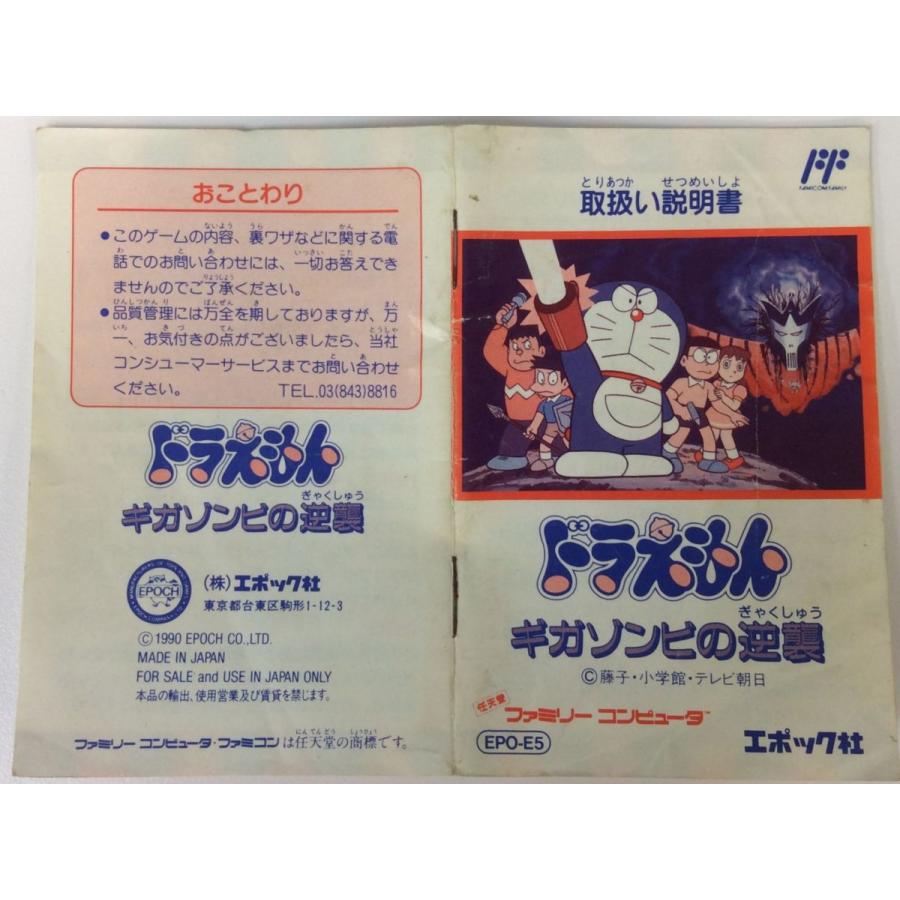 おことわり
●このゲームの内容、裏ワザなどに関する電
話でのお問い合わせには、一切お答えでき
ませんのでご了承ください。
●品質管理には万全を期しておりますが、万
一、お気付きの点がございましたら、当社
コンシューマーサービスまでお問い合わせ
ください。 TEL.03(843)8816
ドラえもん
ぎゃくしゅう
ギガゾンビの逆襲
EPOCH
(株)エポック社
東京都台東区駒形1-12-3
Ⓒ1990 EPOCH CO.,LTD.
MADE IN JAPAN
FOR SALE and USE IN JAPAN ONLY
本品の輸出、使用営業及び賃貸を禁じます。
ファミリー コンピュータ・ファミコンは任天堂の商標です。
FF
FAMICOM FAMILY
とりあつか せつめいしょ
取扱い説明書
ドラえもん
ぎゃくしゅう
ギガゾンビの逆襲
Ⓒ藤子・小学館・テレビ朝日
任天堂 ファミリー コンピュータ™
EPO-E5
エポック社